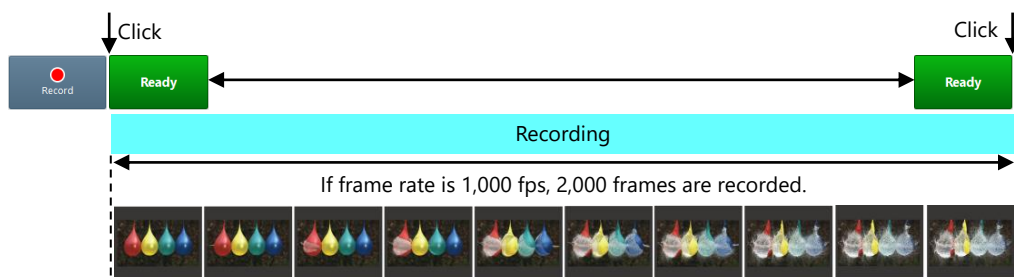 Click
Click
Record
Ready
Ready
Recording
If frame rate is 1,000 fps, 2,000 frames are recorded.